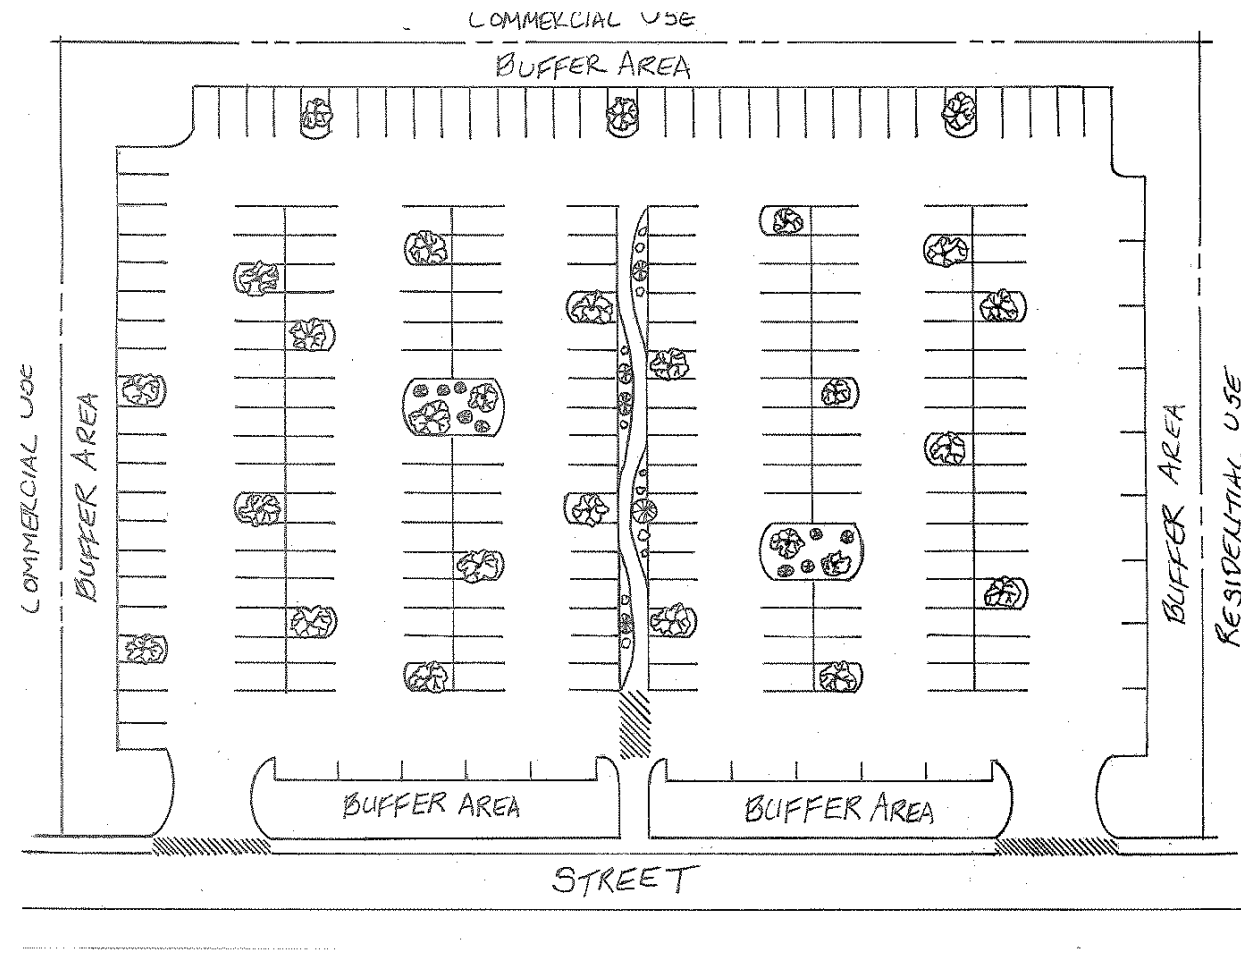 COMMERCIAL USE
BUFFER AREA
COMMERCIAL USE
BUFFER AREA
BUFFER AREA
RESIDENTIAL USE
BUFFER AREA
BUFFER AREA
STREET